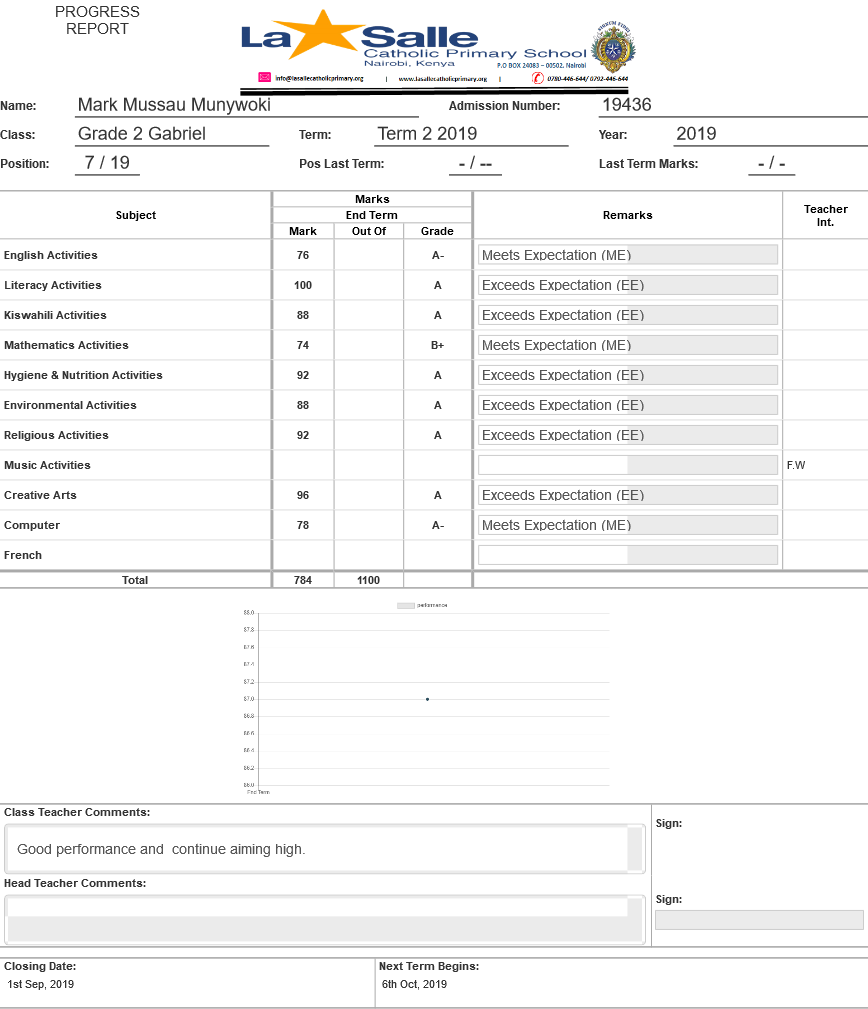 PROGRESS
REPORT
La Salle
Catholic Primary School
Nairobi, Kenya
P.O BOX 24083 – 00502, Nairobi
info@lasallecatholicprimary.org | www.lasallecatholicprimary.org | 0780-446-644/ 0792-446-644
Name: Mark Mussau Munywoki Admission Number: 19436
Class: Grade 2 Gabriel Term: Term 2 2019 Year: 2019
Position: 7 / 19 Pos Last Term: - / -- Last Term Marks: - / -
Subject Marks Remarks Teacher Int.
End Term
Mark Out Of Grade
English Activities 76 A- Meets Expectation (ME)
Literacy Activities 100 A Exceeds Expectation (EE)
Kiswahili Activities 88 A Exceeds Expectation (EE)
Mathematics Activities 74 B+ Meets Expectation (ME)
Hygiene & Nutrition Activities 92 A Exceeds Expectation (EE)
Environmental Activities 88 A Exceeds Expectation (EE)
Religious Activities 92 A Exceeds Expectation (EE)
Music Activities F.W
Creative Arts 96 A Exceeds Expectation (EE)
Computer 78 A- Meets Expectation (ME)
French
Total 784 1100
performance
88.0
87.8
87.6
87.4
87.2
87.0
86.8
86.6
86.4
86.2
86.0
End Term
Class Teacher Comments:
Sign:
Good performance and continue aiming high.
Head Teacher Comments:
Sign:
Closing Date: Next Term Begins:
1st Sep, 2019 6th Oct, 2019